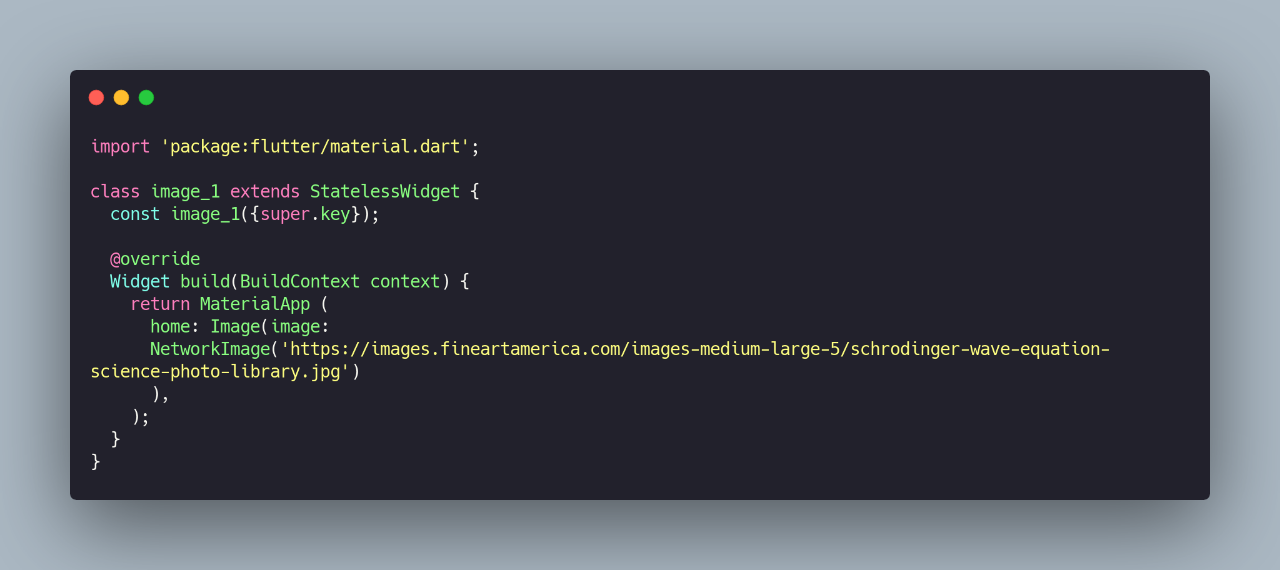 import 'package:flutter/material.dart';
class image_1 extends StatelessWidget {
  const image_1({super.key});
  @override
  Widget build(BuildContext context) {
    return MaterialApp (
      home: Image(image:
      NetworkImage('https://images.fineartamerica.com/images-medium-large-5/schrodinger-wave-equation-
science-photo-library.jpg')
      ),
    );
  }
}